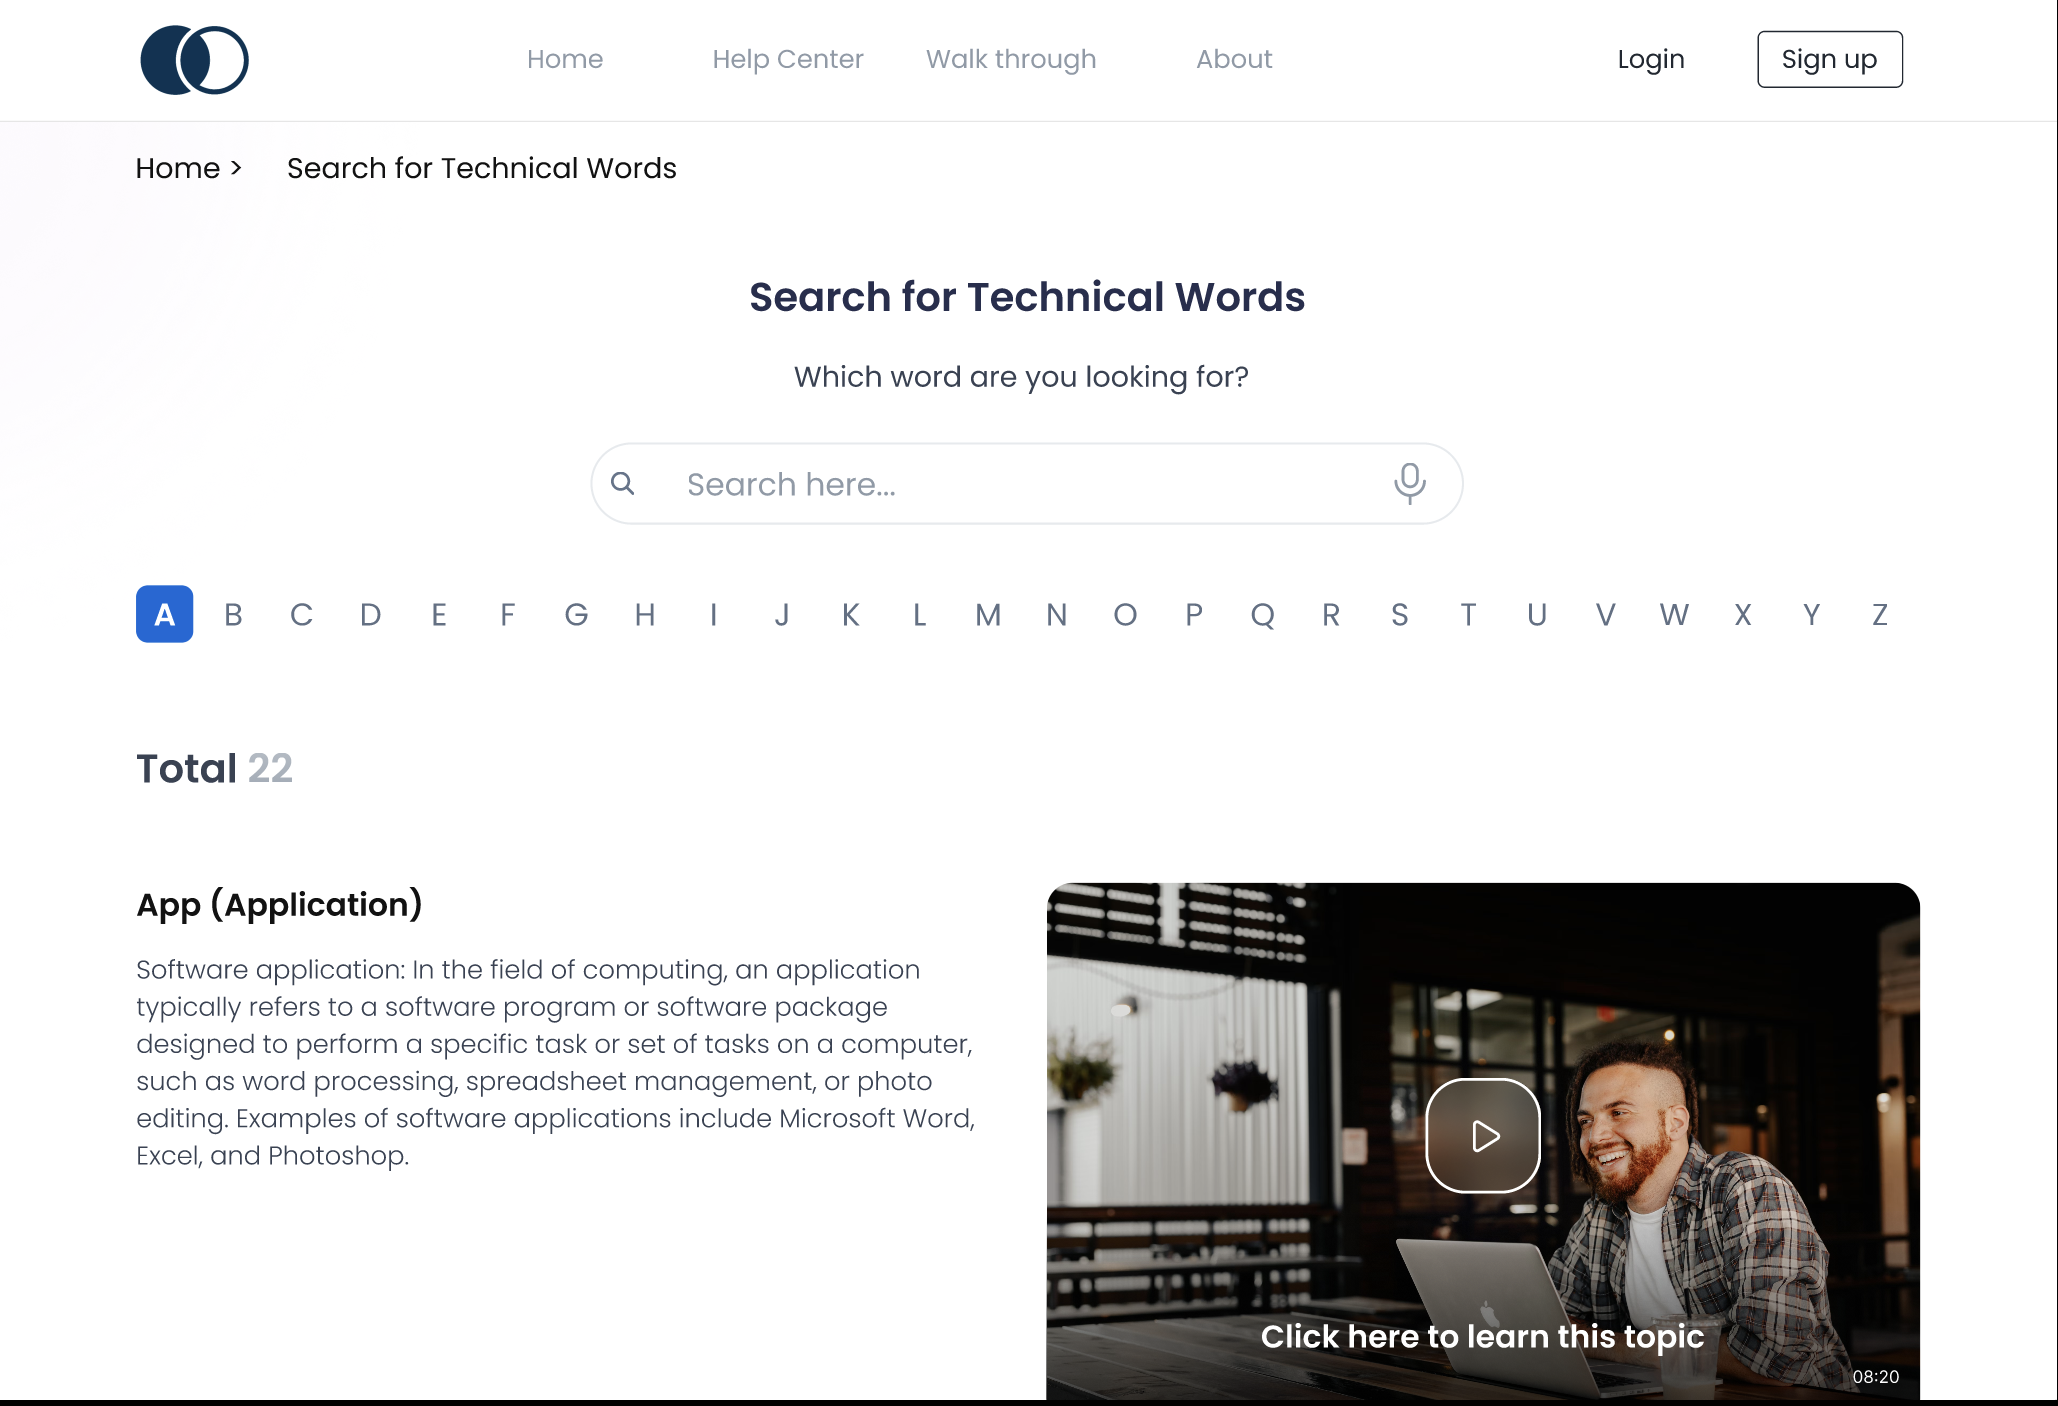 Home Help Center Walk through About Login Sign up
Home > Search for Technical Words
Search for Technical Words
Which word are you looking for?
Search here...
A B C D E F G H I J K L M N O P Q R S T U V W X Y Z
Total 22
App (Application)
Software application: In the field of computing, an application
typically refers to a software program or software package
designed to perform a specific task or set of tasks on a computer,
such as word processing, spreadsheet management, or photo
editing. Examples of software applications include Microsoft Word,
Excel, and Photoshop.
Click here to learn this topic
08:20